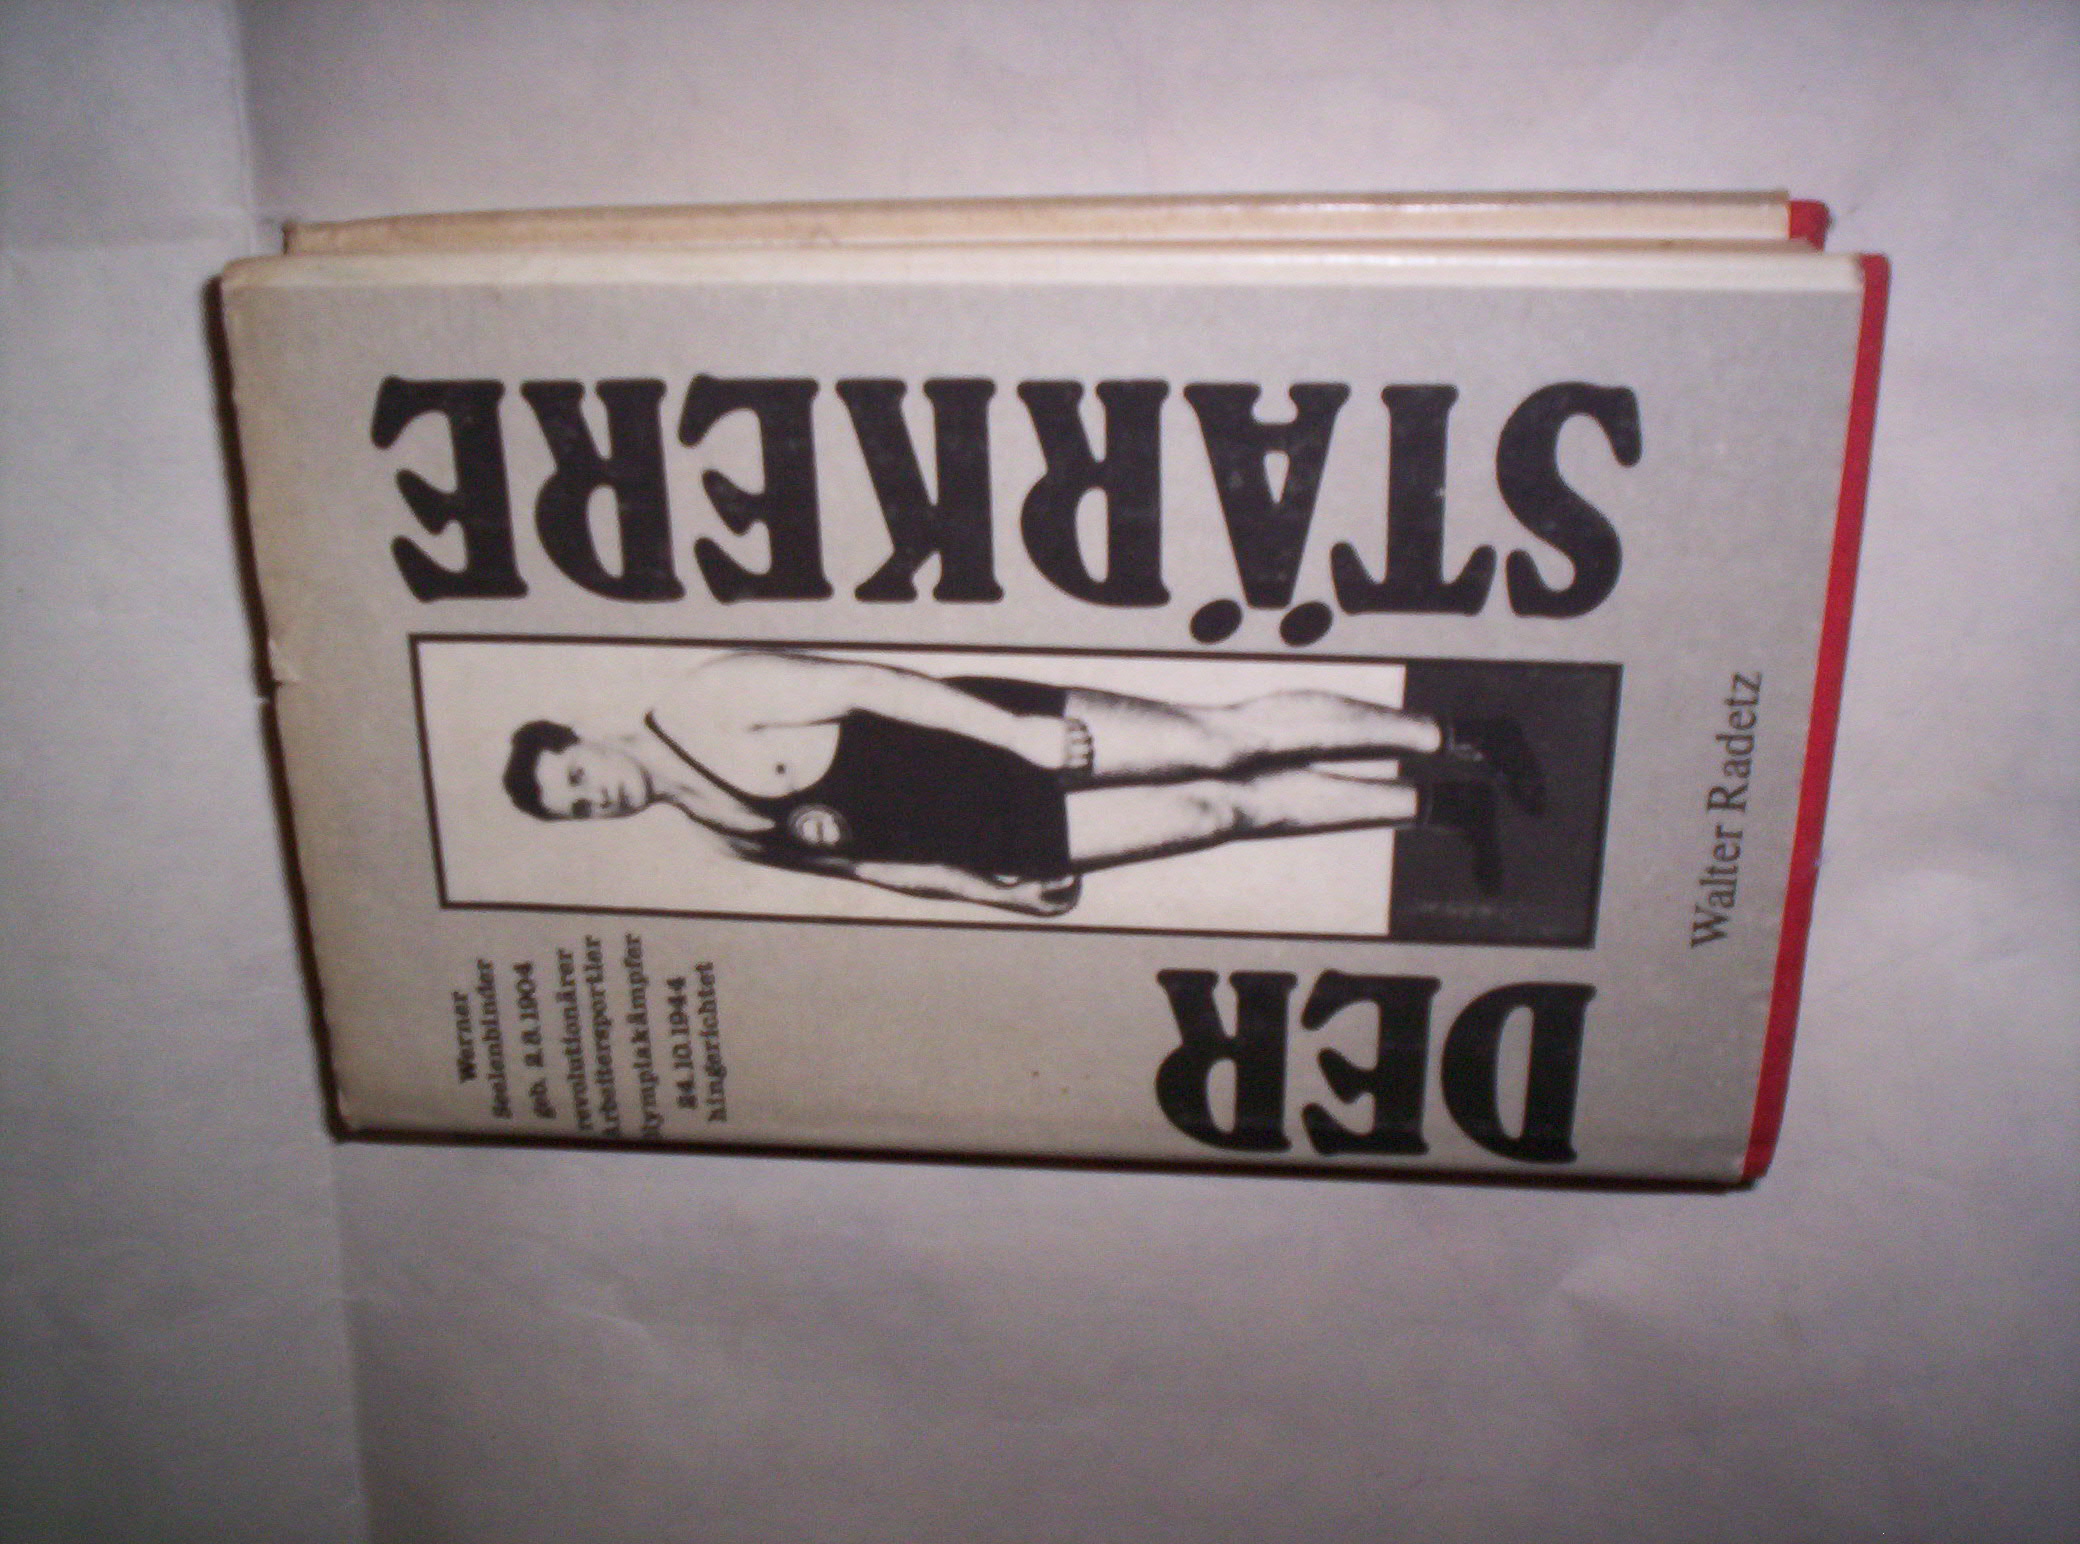 DER
STÄRKERE
Werner
Seelenbinder
geb. 2.8.1904
revolutionärer
Arbeitersportler
Olympiakämpfer
24.10.1944
hingerichtet
Walter Radetz